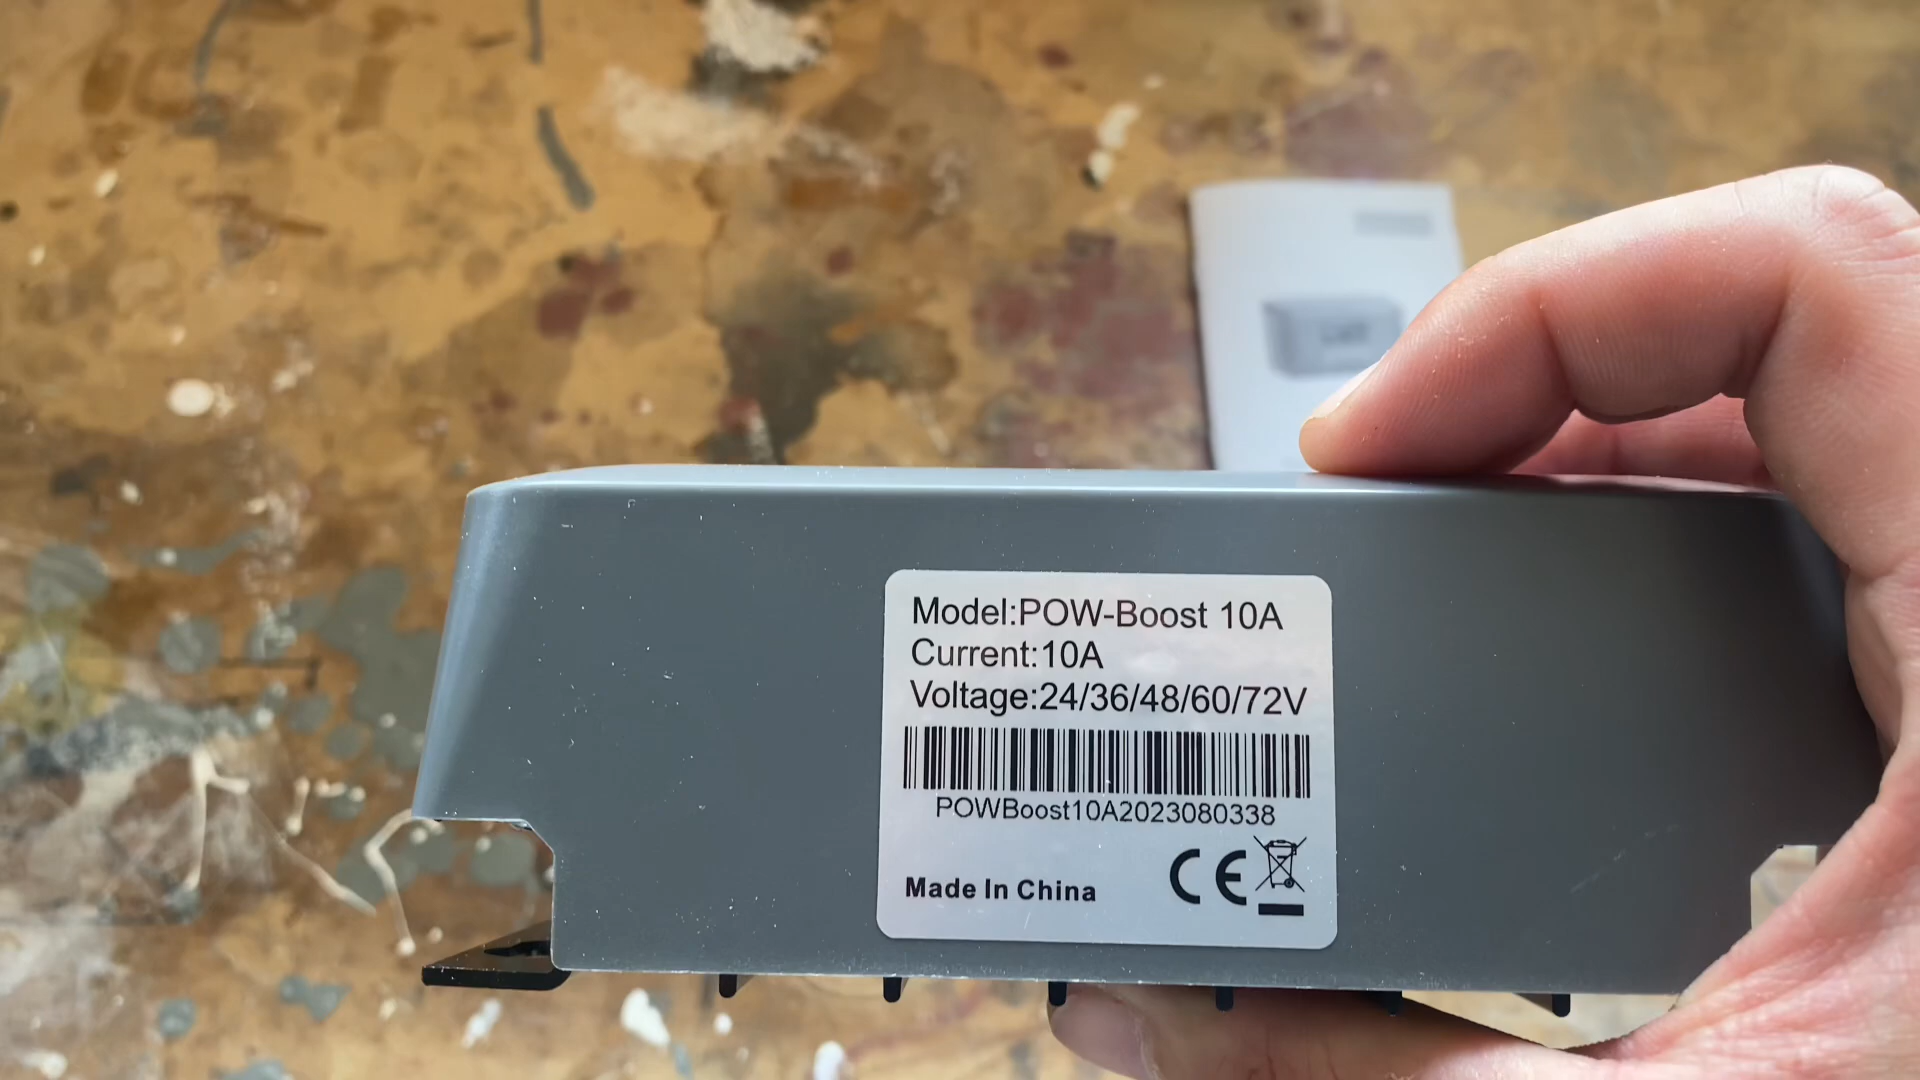 Model:POW-Boost 10A
Current:10A
Voltage:24/36/48/60/72V
POWBoost10A2023080338
Made In China
CE